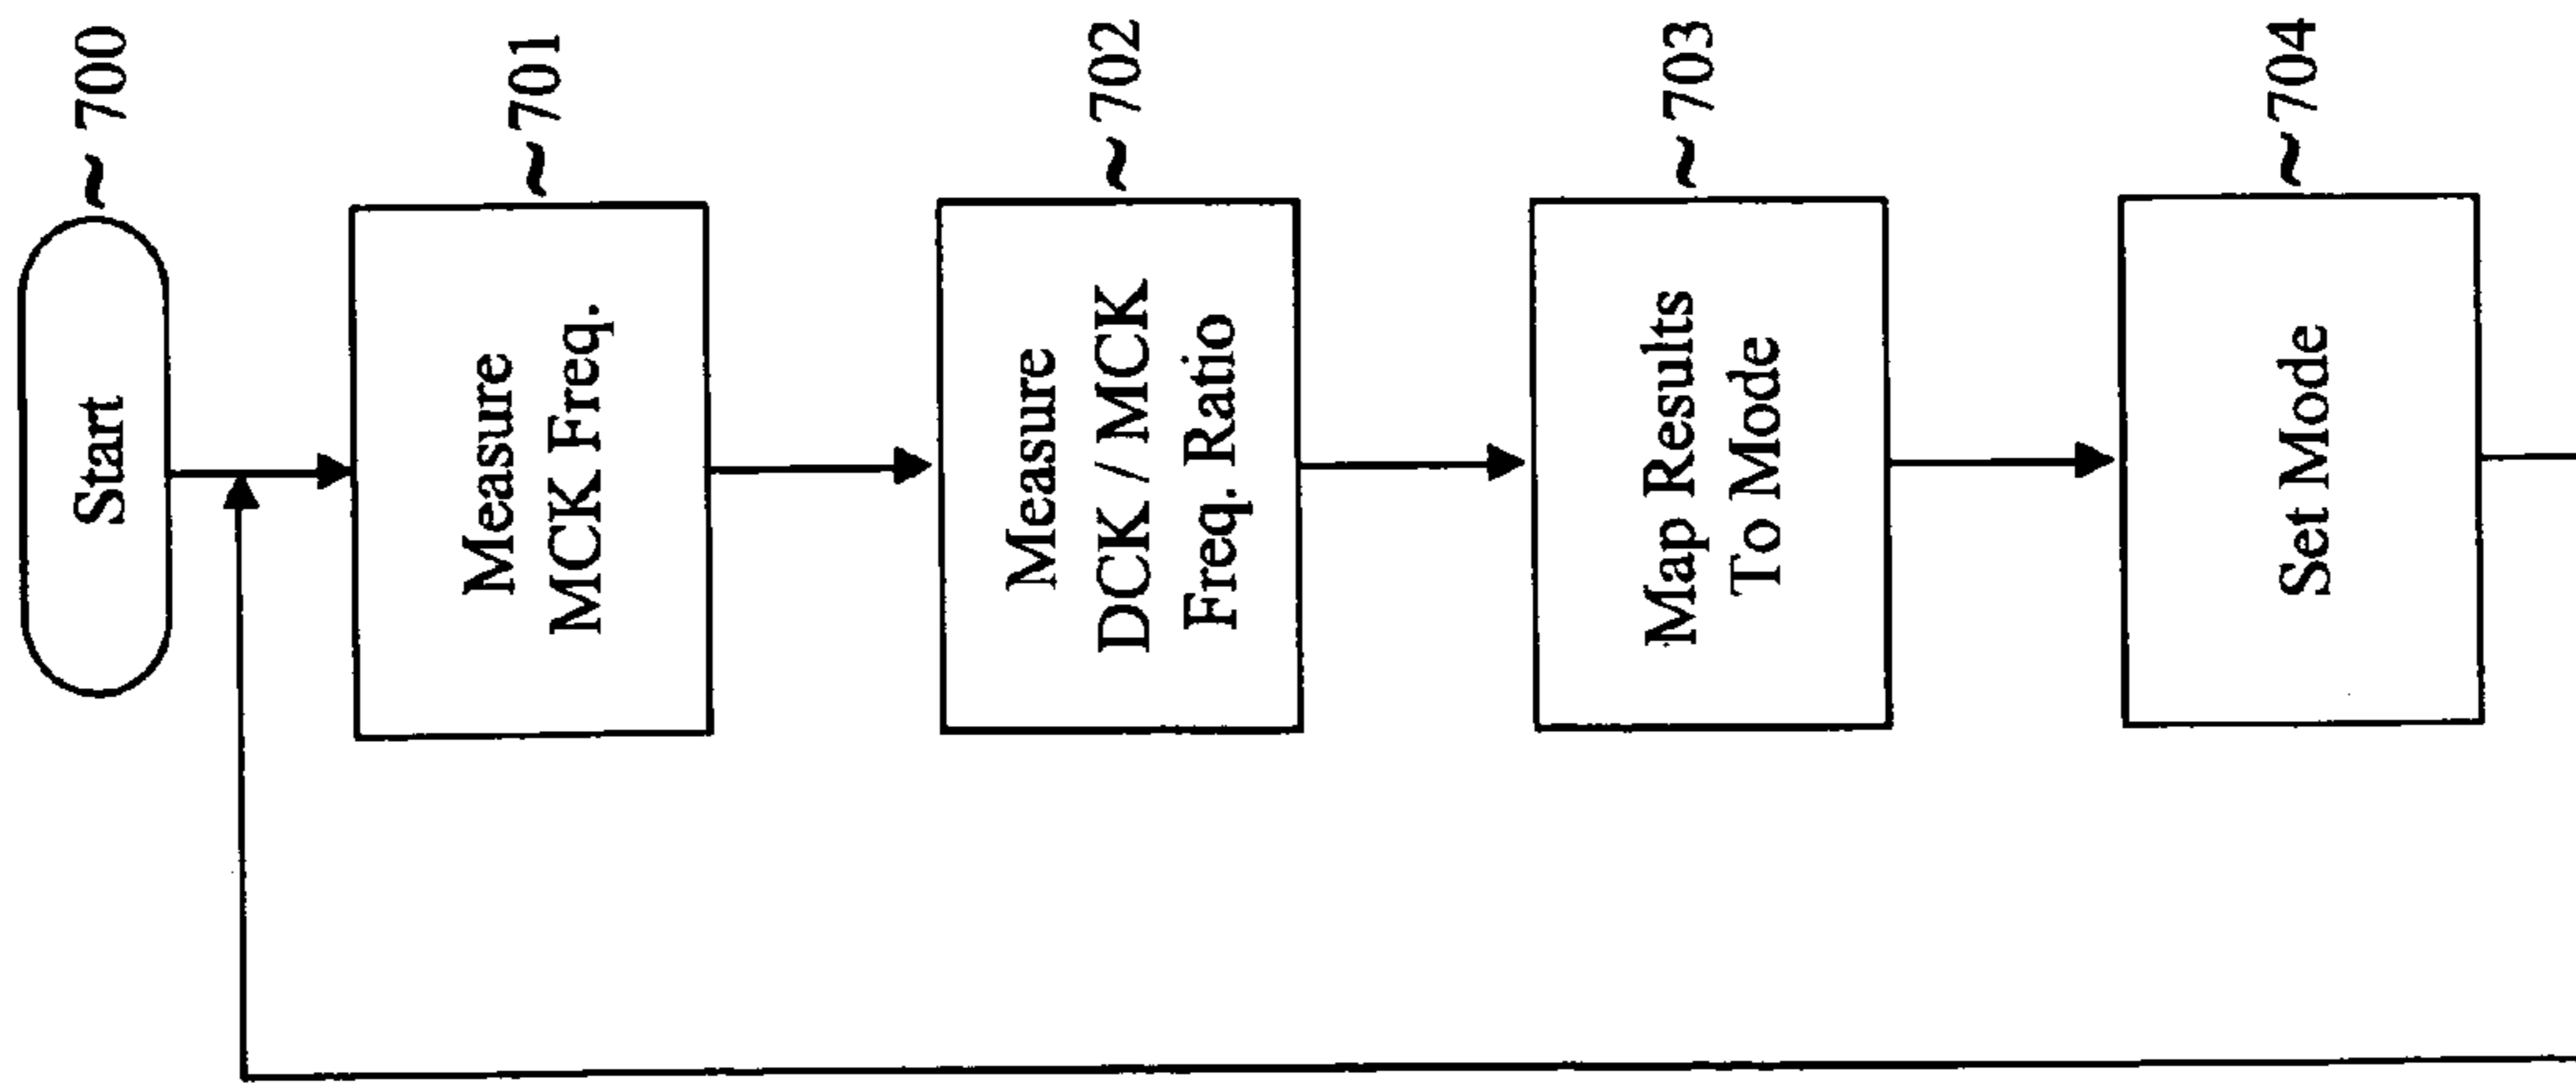 Start
~ 700
Measure
MCK Freq.
~701
Measure
DCK / MCK
Freq. Ratio
~702
Map Results
To Mode
~703
Set Mode
~704